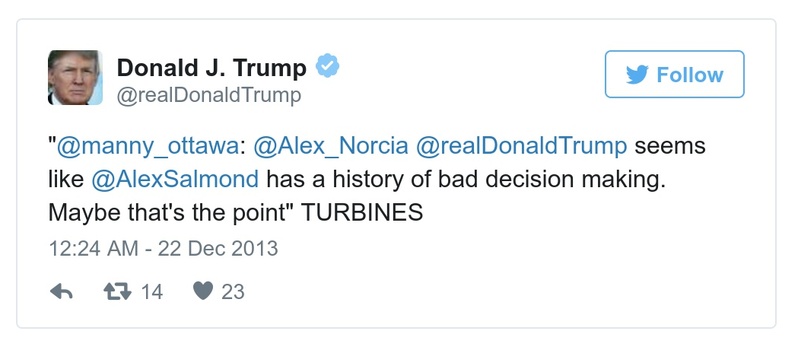 Donald J. Trump
@realDonaldTrump
Follow
"@manny_ottawa: @Alex_Norcia @realDonaldTrump seems
like @AlexSalmond has a history of bad decision making.
Maybe that's the point" TURBINES
12:24 AM - 22 Dec 2013
14 23